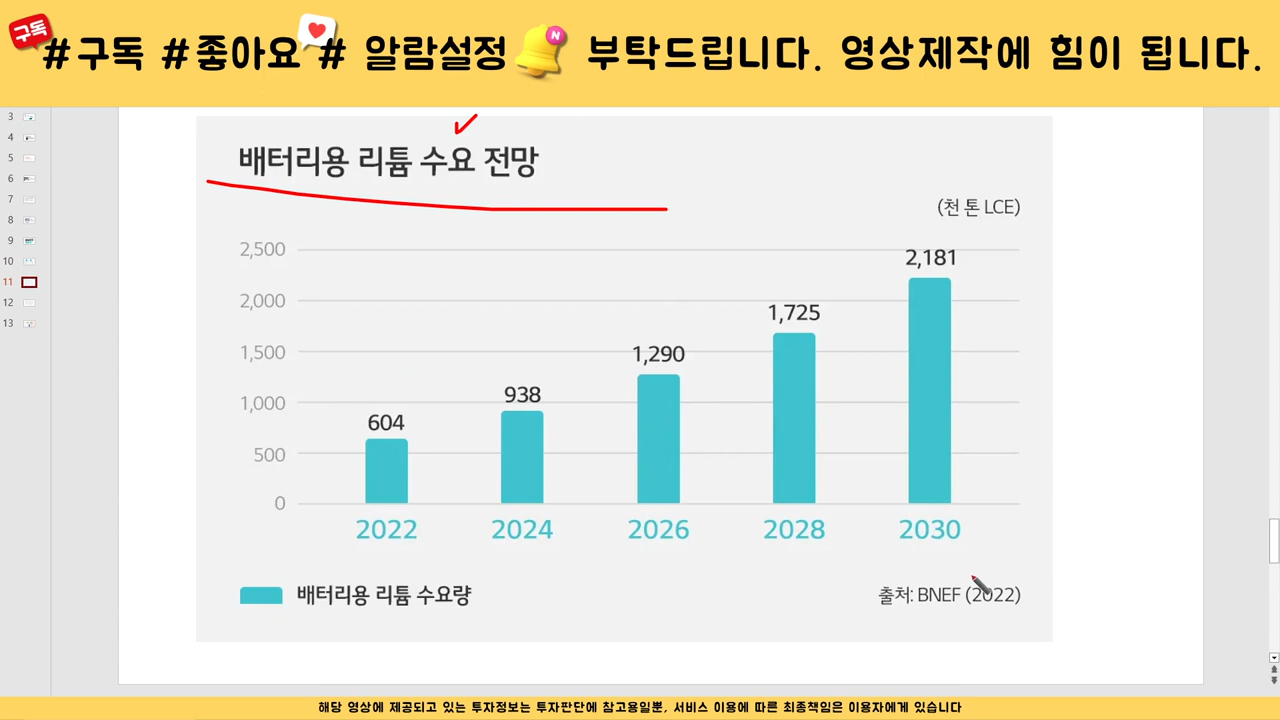 구독
#구독 #좋아요 # 알람설정 N 부탁드립니다. 영상제작에 힘이 됩니다.
3
4
5
6
7
8
9
10
11
12
13
배터리용 리튬 수요 전망
(천 톤 LCE)
2,500
2,000
1,500
1,000
500
0
604
938
1,290
1,725
2,181
2022 2024 2026 2028 2030
배터리용 리튬 수요량
출처: BNEF (2022)
해당 영상에 제공되고 있는 투자정보는 투자판단에 참고용일뿐, 서비스 이용에 따른 최종책임은 이용자에게 있습니다